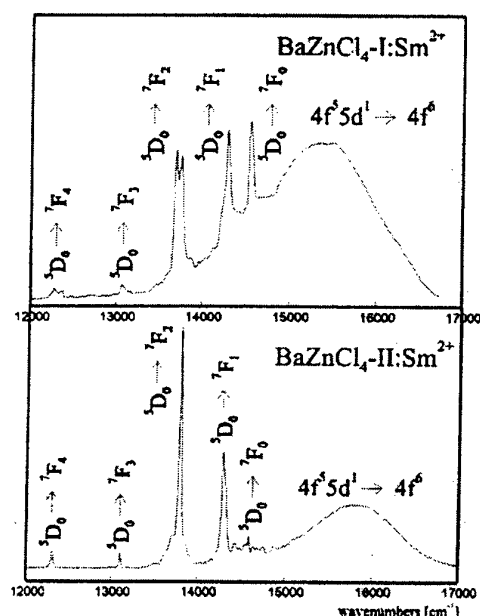 BaZnCl₄-I:Sm²⁺
⁵D₀ → ⁷F₄
⁵D₀ → ⁷F₃
⁵D₀ → ⁷F₂
⁵D₀ → ⁷F₁
⁵D₀ → ⁷F₀
4f⁵5d¹ → 4f⁶
12000 13000 14000 15000 16000 17000
BaZnCl₄-II:Sm²⁺
⁵D₀ → ⁷F₄
⁵D₀ → ⁷F₃
⁵D₀ → ⁷F₂
⁵D₀ → ⁷F₁
⁵D₀ → ⁷F₀
4f⁵5d¹ → 4f⁶
12000 13000 14000 15000 16000 17000
wavenumbers [cm⁻¹]